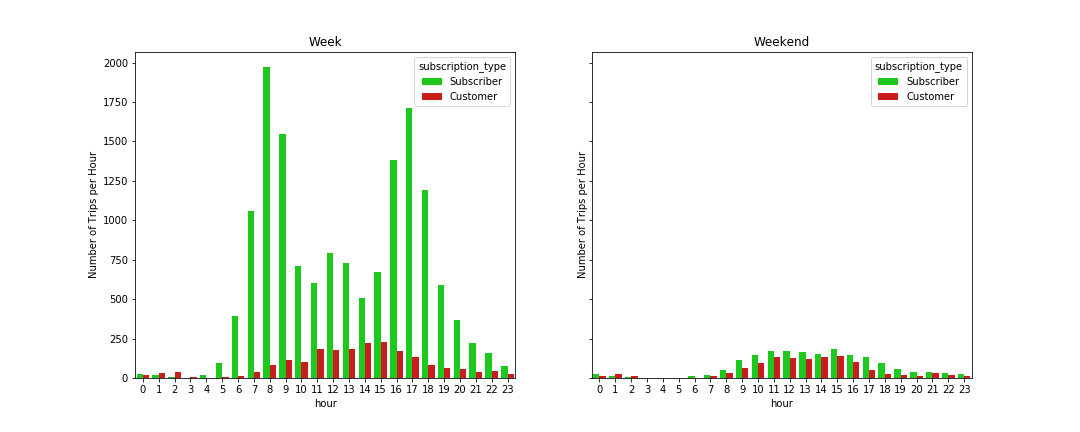 Week
Number of Trips per Hour
2000
1750
1500
1250
1000
750
500
250
0
subscription_type
Subscriber
Customer
0 1 2 3 4 5 6 7 8 9 10 11 12 13 14 15 16 17 18 19 20 21 22 23
hour
Weekend
Number of Trips per Hour
subscription_type
Subscriber
Customer
0 1 2 3 4 5 6 7 8 9 10 11 12 13 14 15 16 17 18 19 20 21 22 23
hour